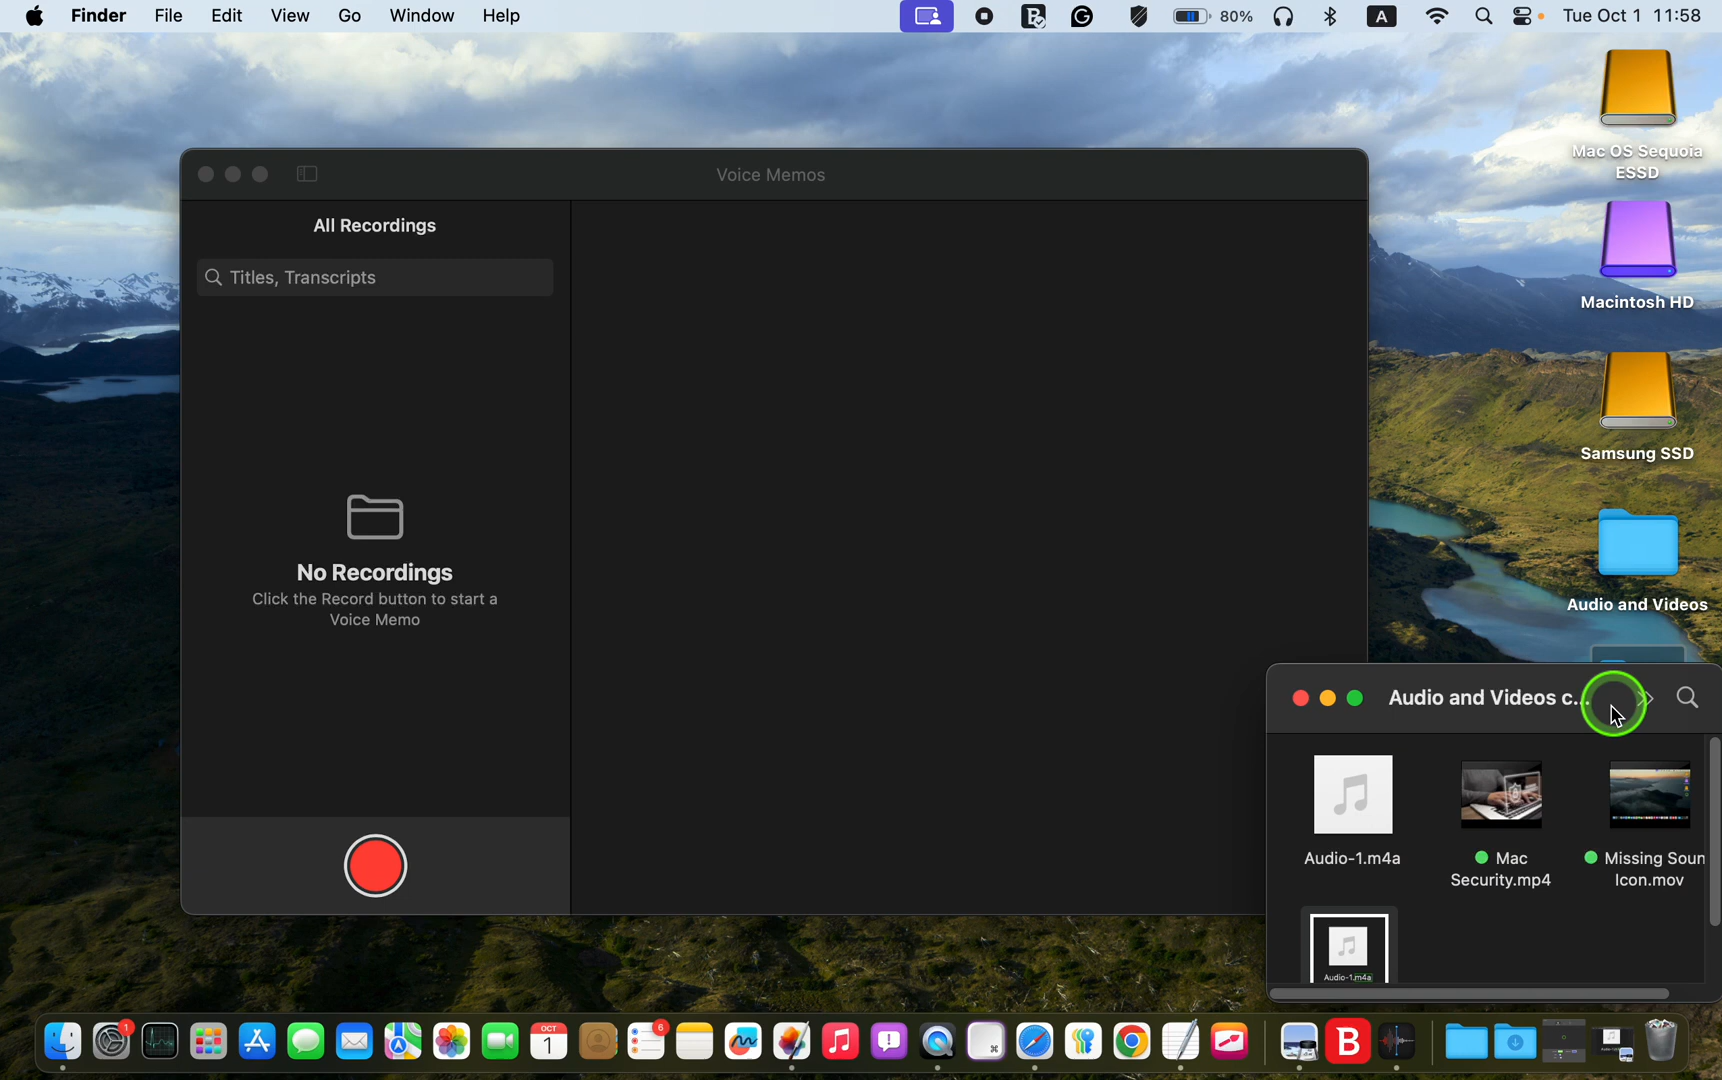 Finder File Edit View Go Window Help 80% A Tue Oct 1 11:58
Mac OS Sequoia
ESSD
Voice Memos
All Recordings
Titles, Transcripts
Macintosh HD
Samsung SSD
No Recordings
Click the Record button to start a
Voice Memo
Audio and Videos
Audio and Videos c...
Audio-1.m4a
Mac
Security.mp4
Missing Soun
Icon.mov
Audio-1.m4a
1
OCT
1
6
B